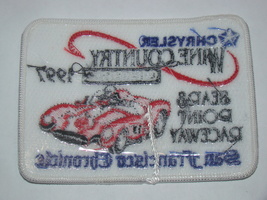 CHRYSLER
WINE COUNTRY
1997
SEARS
POINT
RACEWAY
San Francisco Chronicle